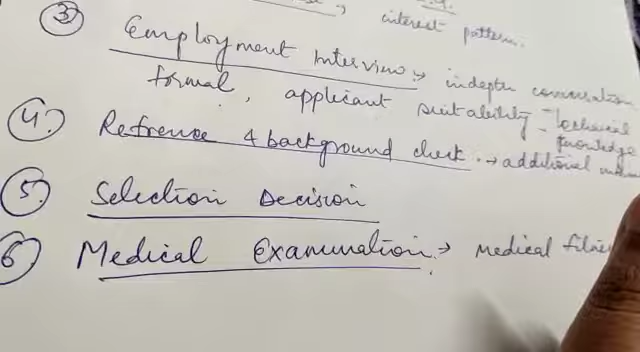 interest pattern.
③ Employment Interview → indepth conversation
formal, applicant suitability - Technical
knowledge
④ Refrense & background check. → additional
⑤ Selection Decision
⑥ Medical Examination. → Medical